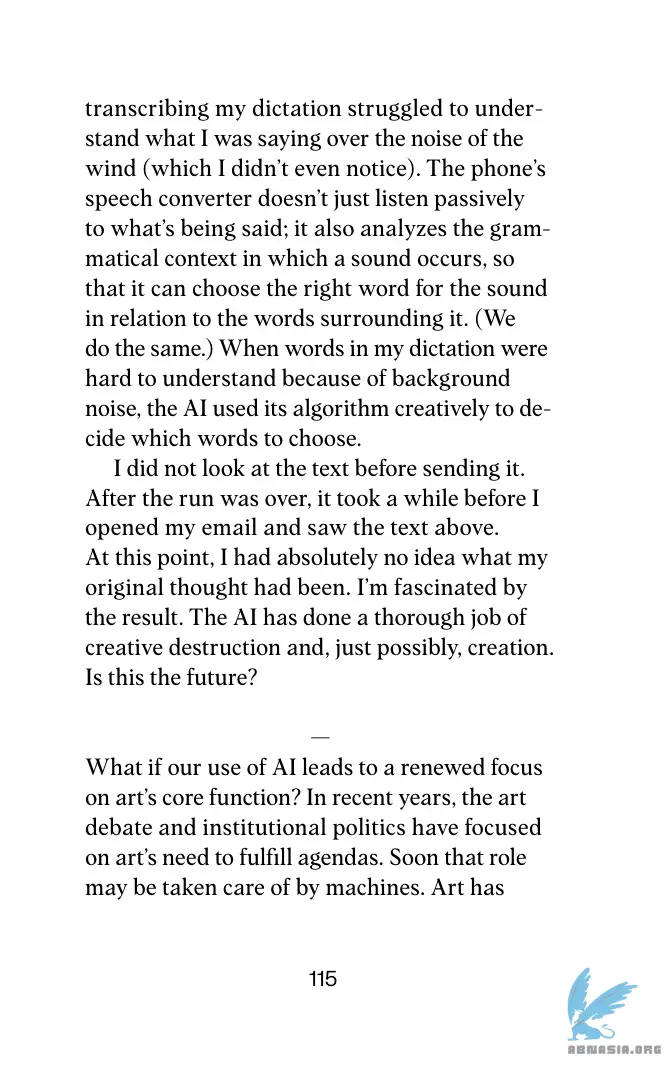 transcribing my dictation struggled to under-
stand what I was saying over the noise of the
wind (which I didn’t even notice). The phone’s
speech converter doesn’t just listen passively
to what’s being said; it also analyzes the gram-
matical context in which a sound occurs, so
that it can choose the right word for the sound
in relation to the words surrounding it. (We
do the same.) When words in my dictation were
hard to understand because of background
noise, the AI used its algorithm creatively to de-
cide which words to choose.
I did not look at the text before sending it.
After the run was over, it took a while before I
opened my email and saw the text above.
At this point, I had absolutely no idea what my
original thought had been. I’m fascinated by
the result. The AI has done a thorough job of
creative destruction and, just possibly, creation.
Is this the future?
—
What if our use of AI leads to a renewed focus
on art’s core function? In recent years, the art
debate and institutional politics have focused
on art’s need to fulfill agendas. Soon that role
may be taken care of by machines. Art has
115
ABNASIA.ORG